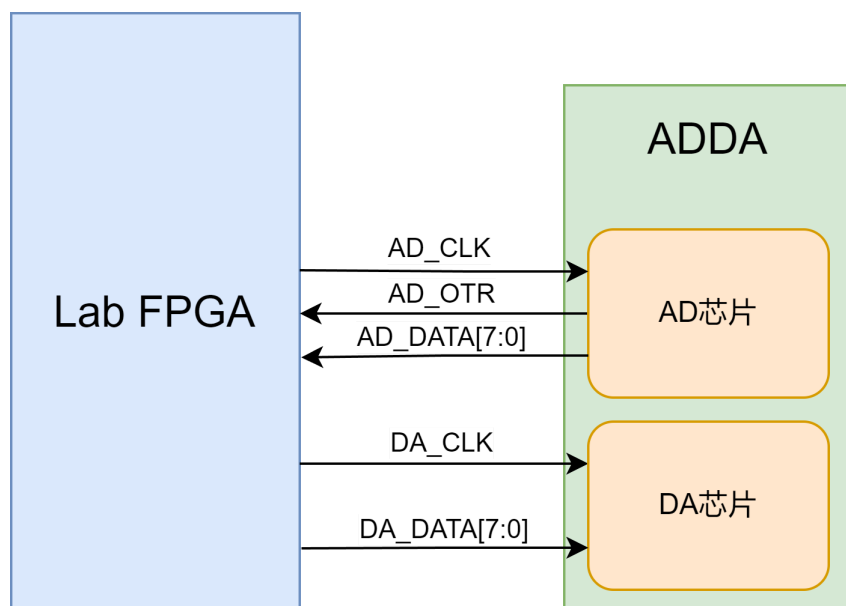 ADDA
AD_CLK
AD_OTR
AD_DATA[7:0]
Lab FPGA
AD芯片
DA_CLK
DA_DATA[7:0]
DA芯片